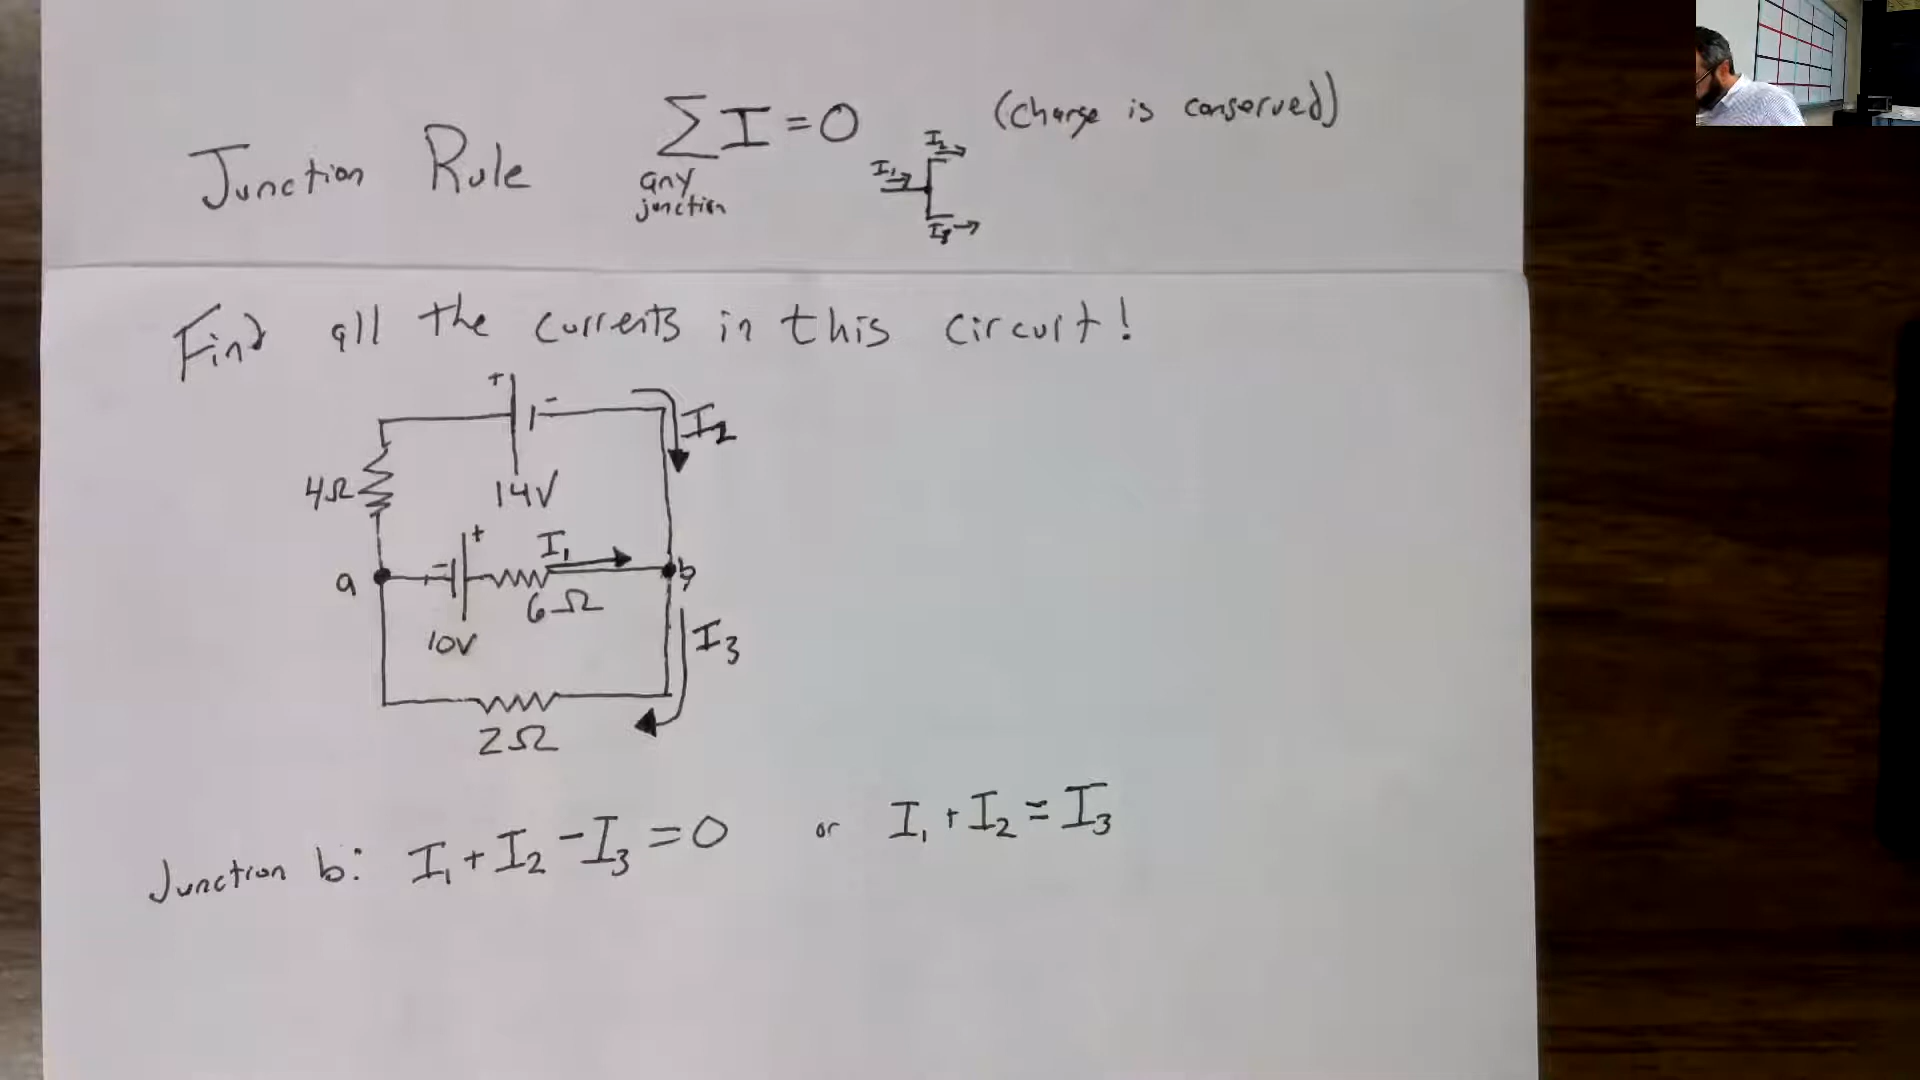 Junction Rule
∑I=0
any
junction
(charge is conserved)
I₁
I₂
I₃
Find all the currents in this circuit!
+
-
I₂
4Ω
14V
a
-
+
I₁
b
6Ω
10V
I₃
2Ω
Junction b: I₁+I₂-I₃=0 or I₁+I₂=I₃